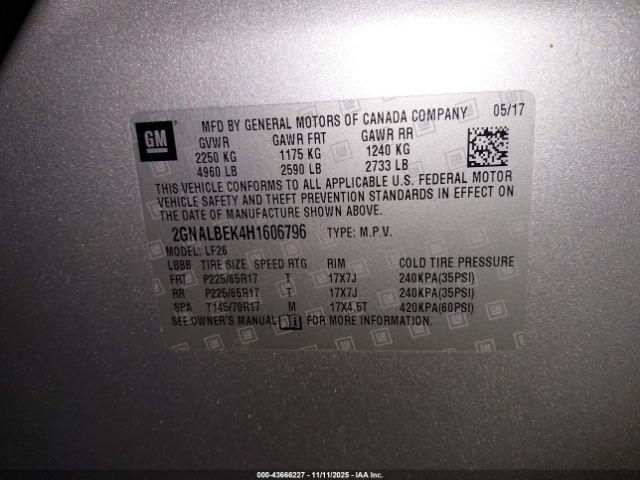 GM
MFD BY GENERAL MOTORS OF CANADA COMPANY 05/17
GVWR GAWR FRT GAWR RR
2250 KG 1175 KG 1240 KG
4960 LB 2590 LB 2733 LB
THIS VEHICLE CONFORMS TO ALL APPLICABLE U.S. FEDERAL MOTOR
VEHICLE SAFETY AND THEFT PREVENTION STANDARDS IN EFFECT ON
THE DATE OF MANUFACTURE SHOWN ABOVE.
2GNALBEK4H1606796 TYPE: M.P.V.
MODEL: LF26
LBBB TIRE SIZE SPEED RTG RIM COLD TIRE PRESSURE
FRT P225/65R17 T 17X7J 240KPA(35PSI)
RR P225/65R17 T 17X7J 240KPA(35PSI)
SPA T145/70R17 M 17X4.5T 420KPA(60PSI)
SEE OWNER'S MANUAL FOR MORE INFORMATION.
000-43666227 - 11/11/2025 - IAA Inc.